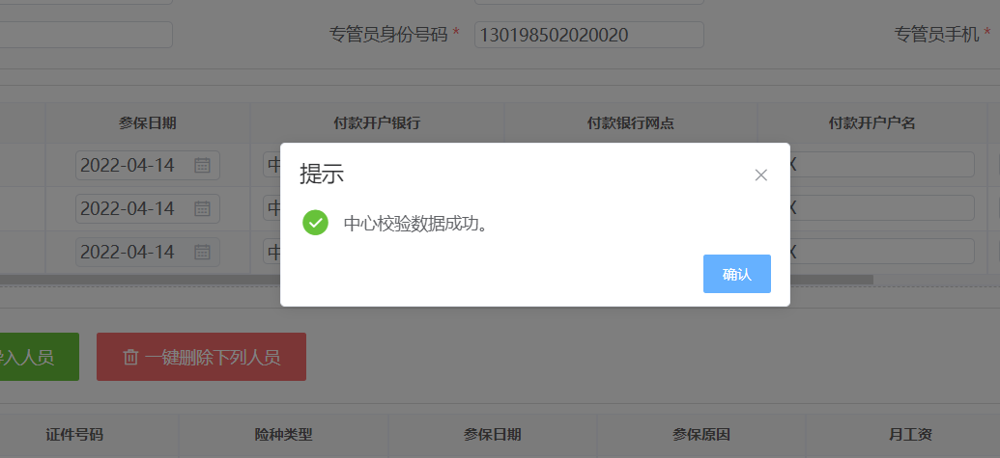 专管员身份号码 * 130198502020020 专管员手机 *
参保日期 付款开户银行 付款银行网点 付款开户户名
2022-04-14 中 X
提示
2022-04-14 中 X
中心校验数据成功。
2022-04-14 中 X
确认
入人员 一键删除下列人员
证件号码 险种类型 参保日期 参保原因 月工资